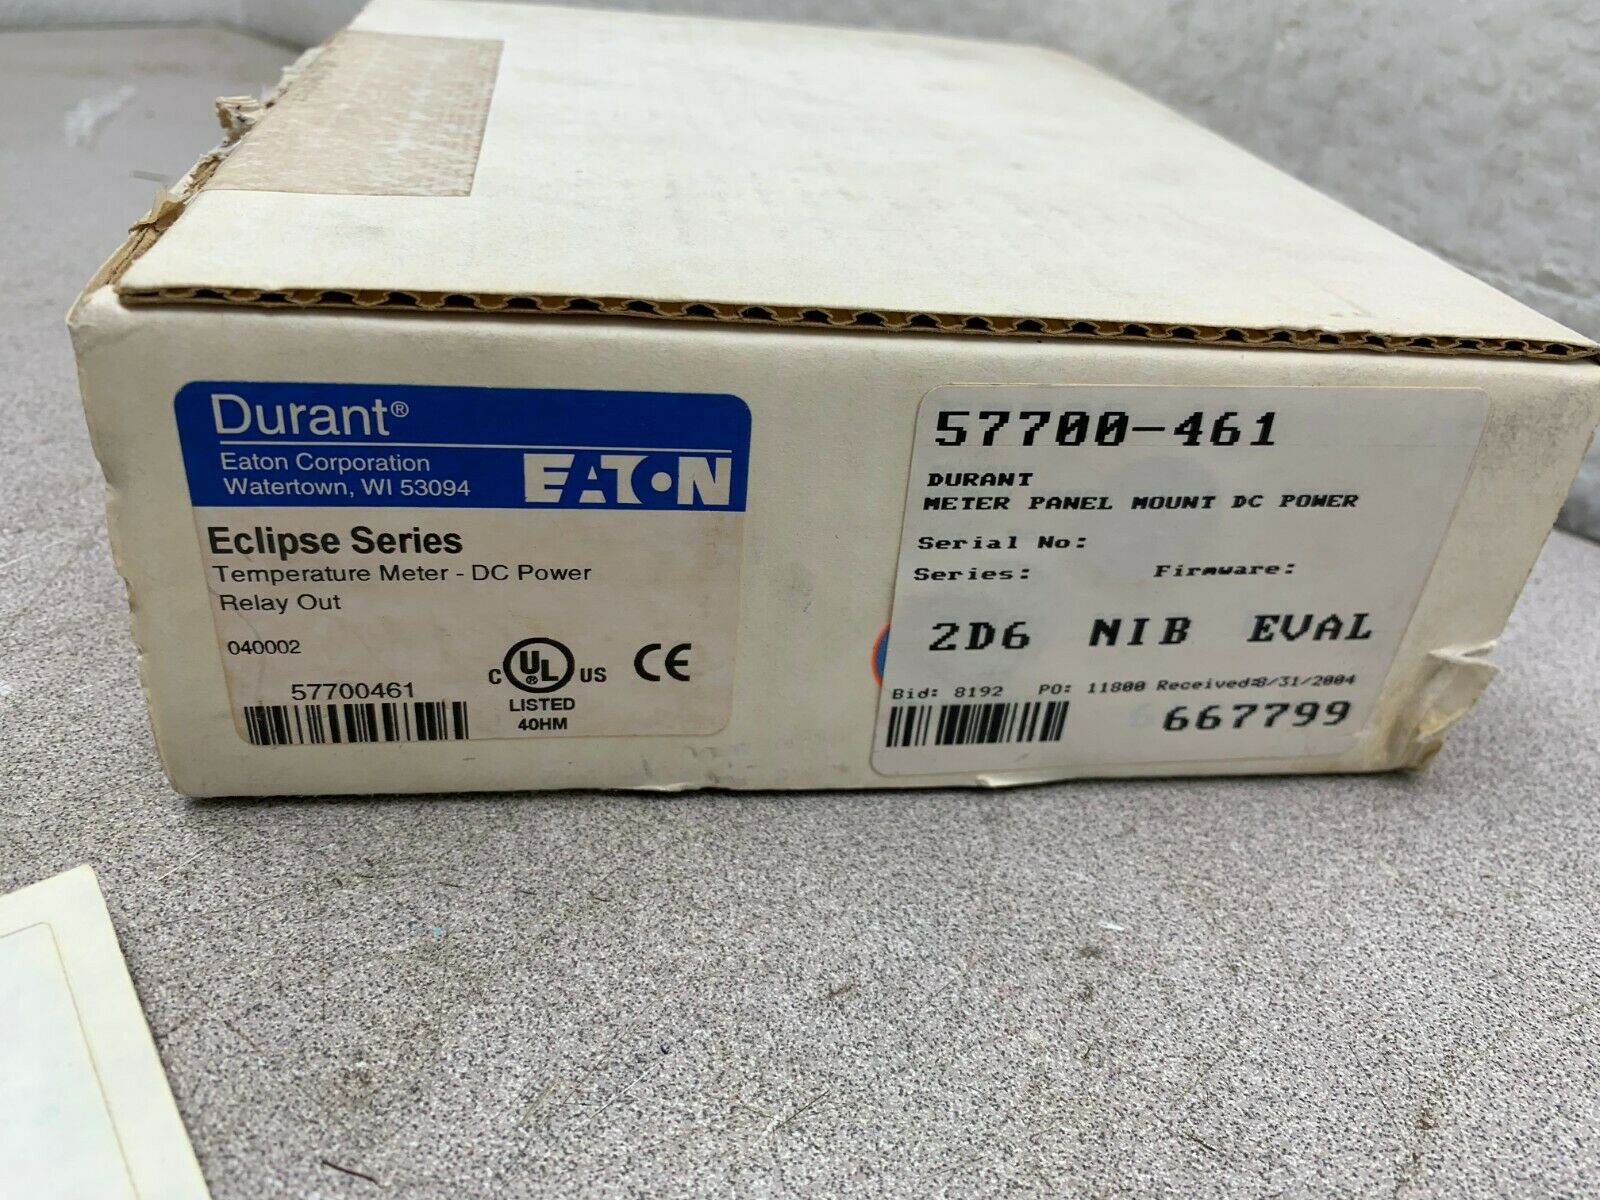 Durant®
Eaton Corporation
Watertown, WI 53094
EATON
Eclipse Series
Temperature Meter - DC Power
Relay Out
040002
57700461
C UL ® US
LISTED
40HM
CE
57700-461
DURANT
METER PANEL MOUNT DC POWER
Serial No:
Series: Firmware:
2D6 NIB EVAL
Bid: 8192 PO: 11800 Received:8/31/2004
667799